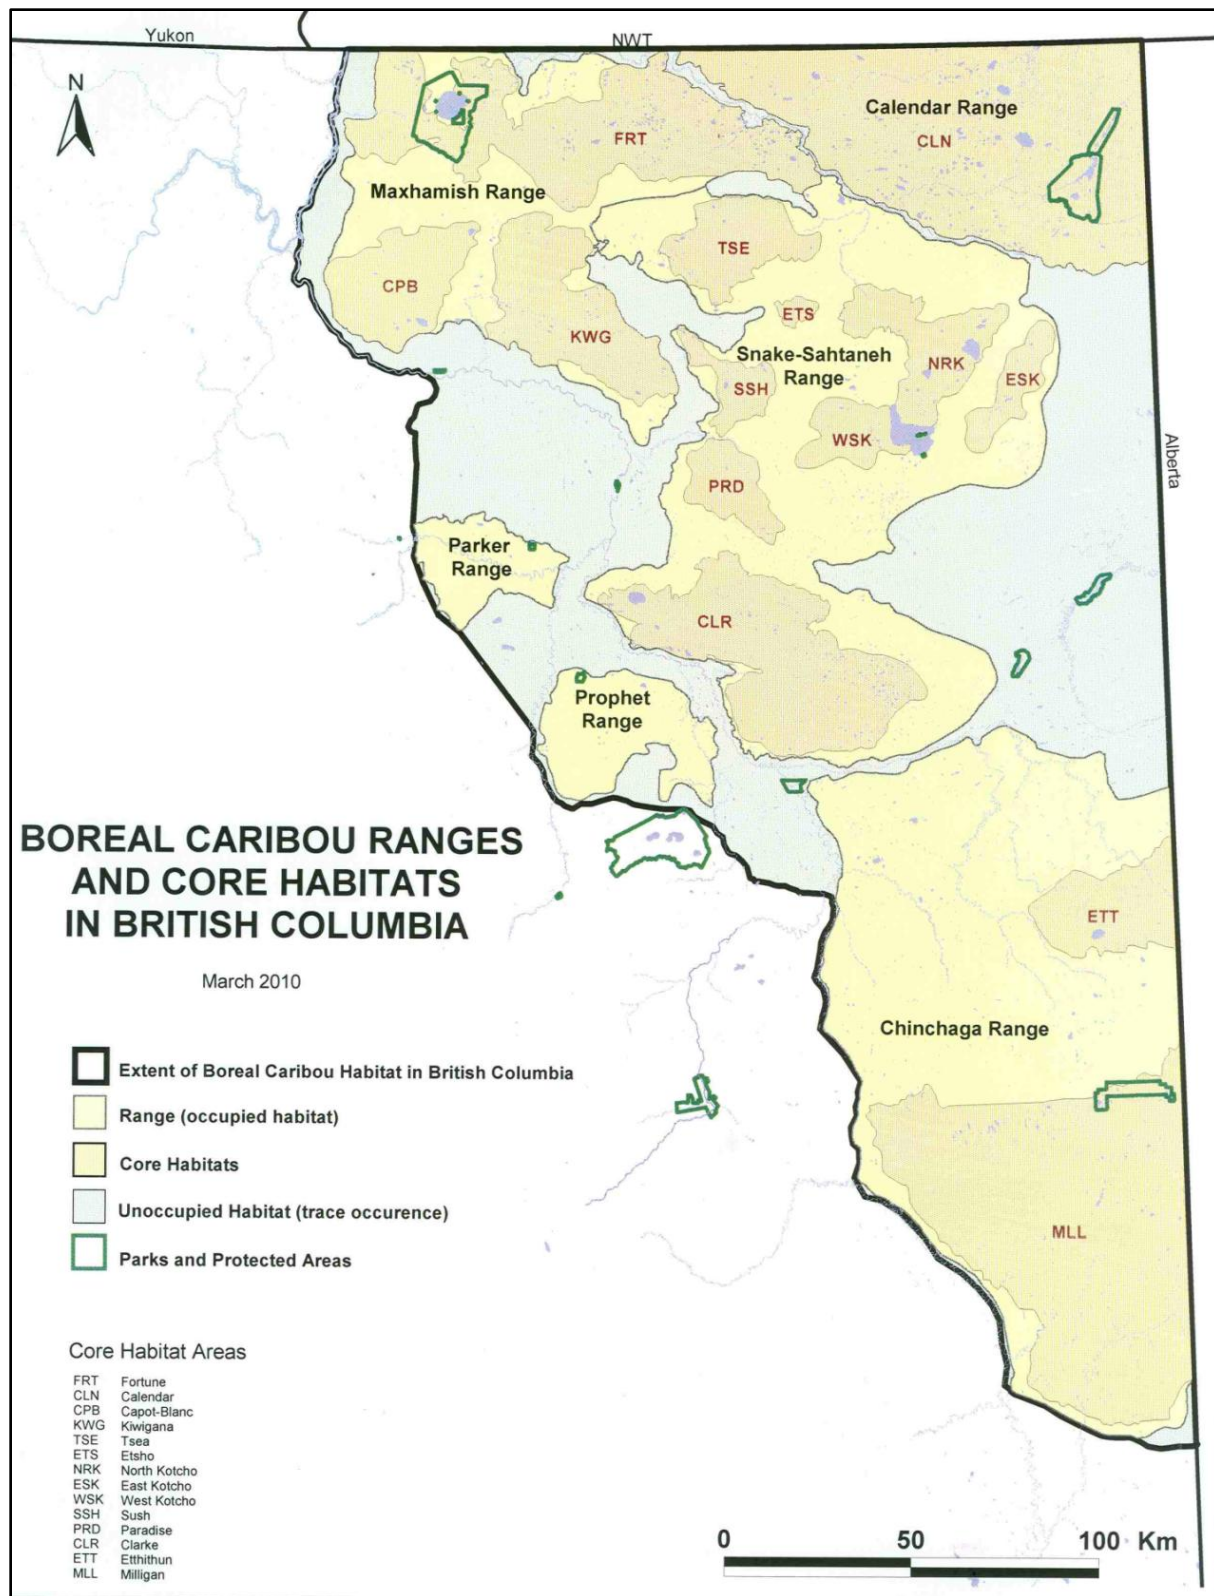 Yukon
NWT
N
Calendar Range
CLN
FRT
Maxhamish Range
TSE
CPB
ETS
KWG
Snake-Sahtaneh
Range
NRK
ESK
SSH
WSK
Alberta
PRD
Parker
Range
CLR
Prophet
Range
BOREAL CARIBOU RANGES
AND CORE HABITATS
IN BRITISH COLUMBIA
March 2010
ETT
Chinchaga Range
MLL
Extent of Boreal Caribou Habitat in British Columbia
Range (occupied habitat)
Core Habitats
Unoccupied Habitat (trace occurence)
Parks and Protected Areas
Core Habitat Areas
FRT Fortune
CLN Calendar
CPB Capot-Blanc
KWG Kiwigana
TSE Tsea
ETS Etsho
NRK North Kotcho
ESK East Kotcho
WSK West Kotcho
SSH Sush
PRD Paradise
CLR Clarke
ETT Etthithun
MLL Milligan
0 50 100 Km